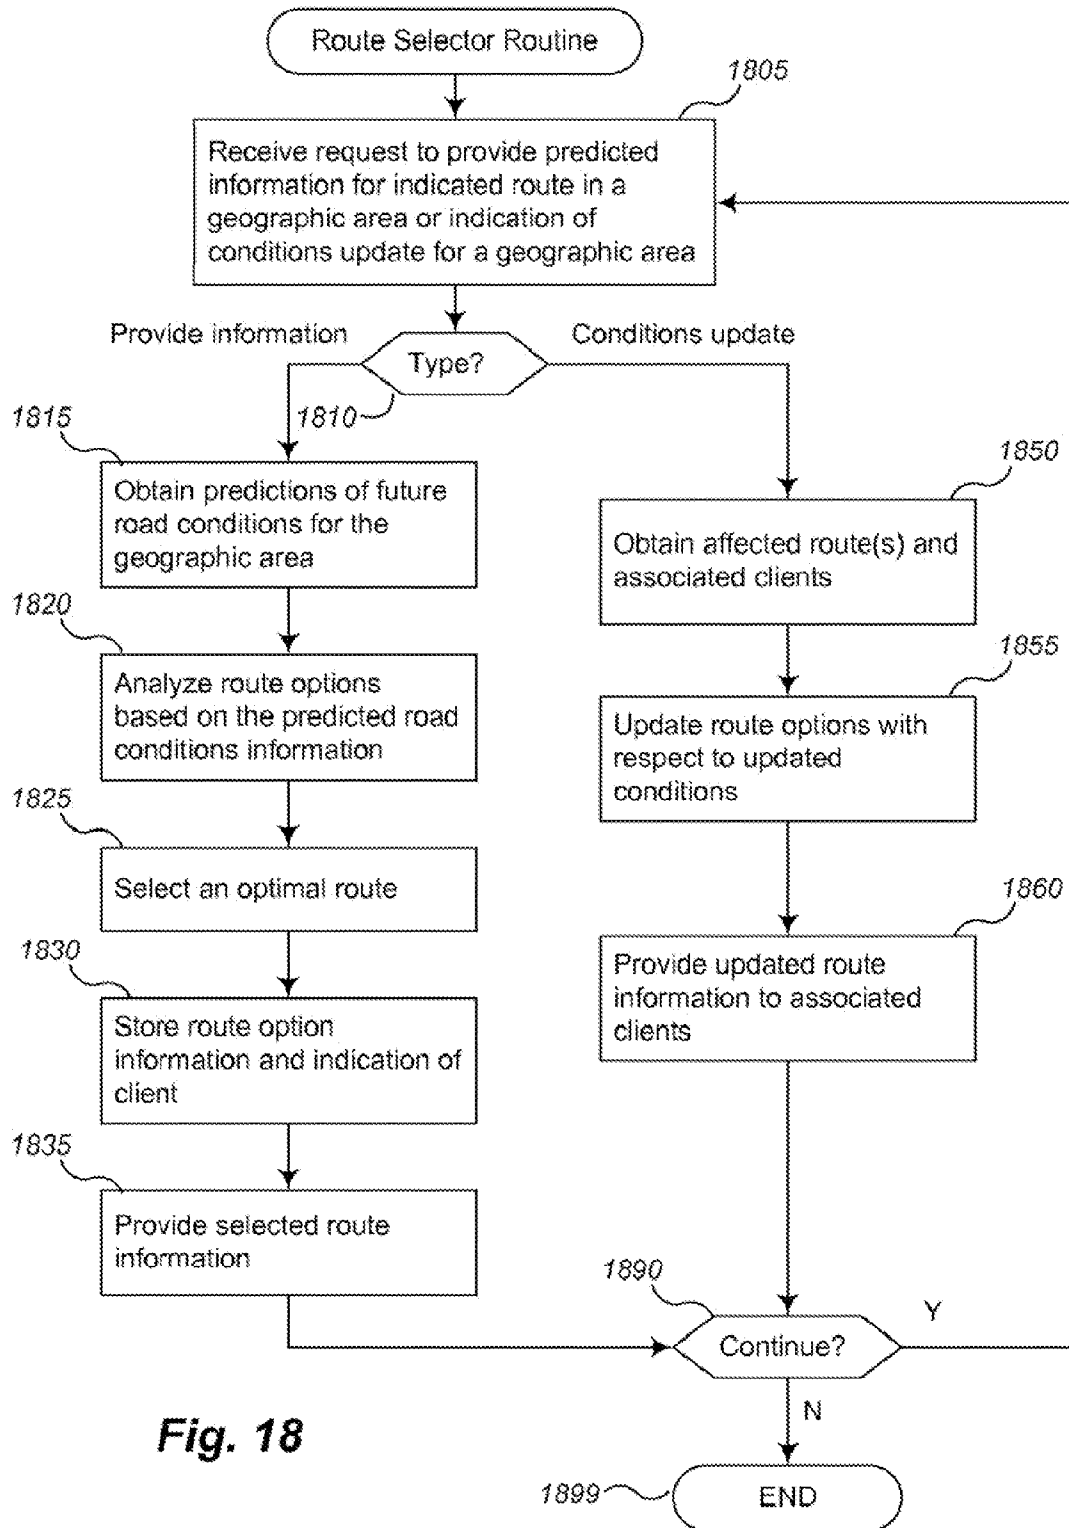 Route Selector Routine
1805
Receive request to provide predicted
information for indicated route in a
geographic area or indication of
conditions update for a geographic area
Provide information
Conditions update
Type?
1810
1815
Obtain predictions of future
road conditions for the
geographic area
1820
Analyze route options
based on the predicted road
conditions information
1825
Select an optimal route
1830
Store route option
information and indication of
client
1835
Provide selected route
information
1850
Obtain affected route(s) and
associated clients
1855
Update route options with
respect to updated
conditions
1860
Provide updated route
information to associated
clients
1890
Continue?
Y
N
1899
END
Fig. 18